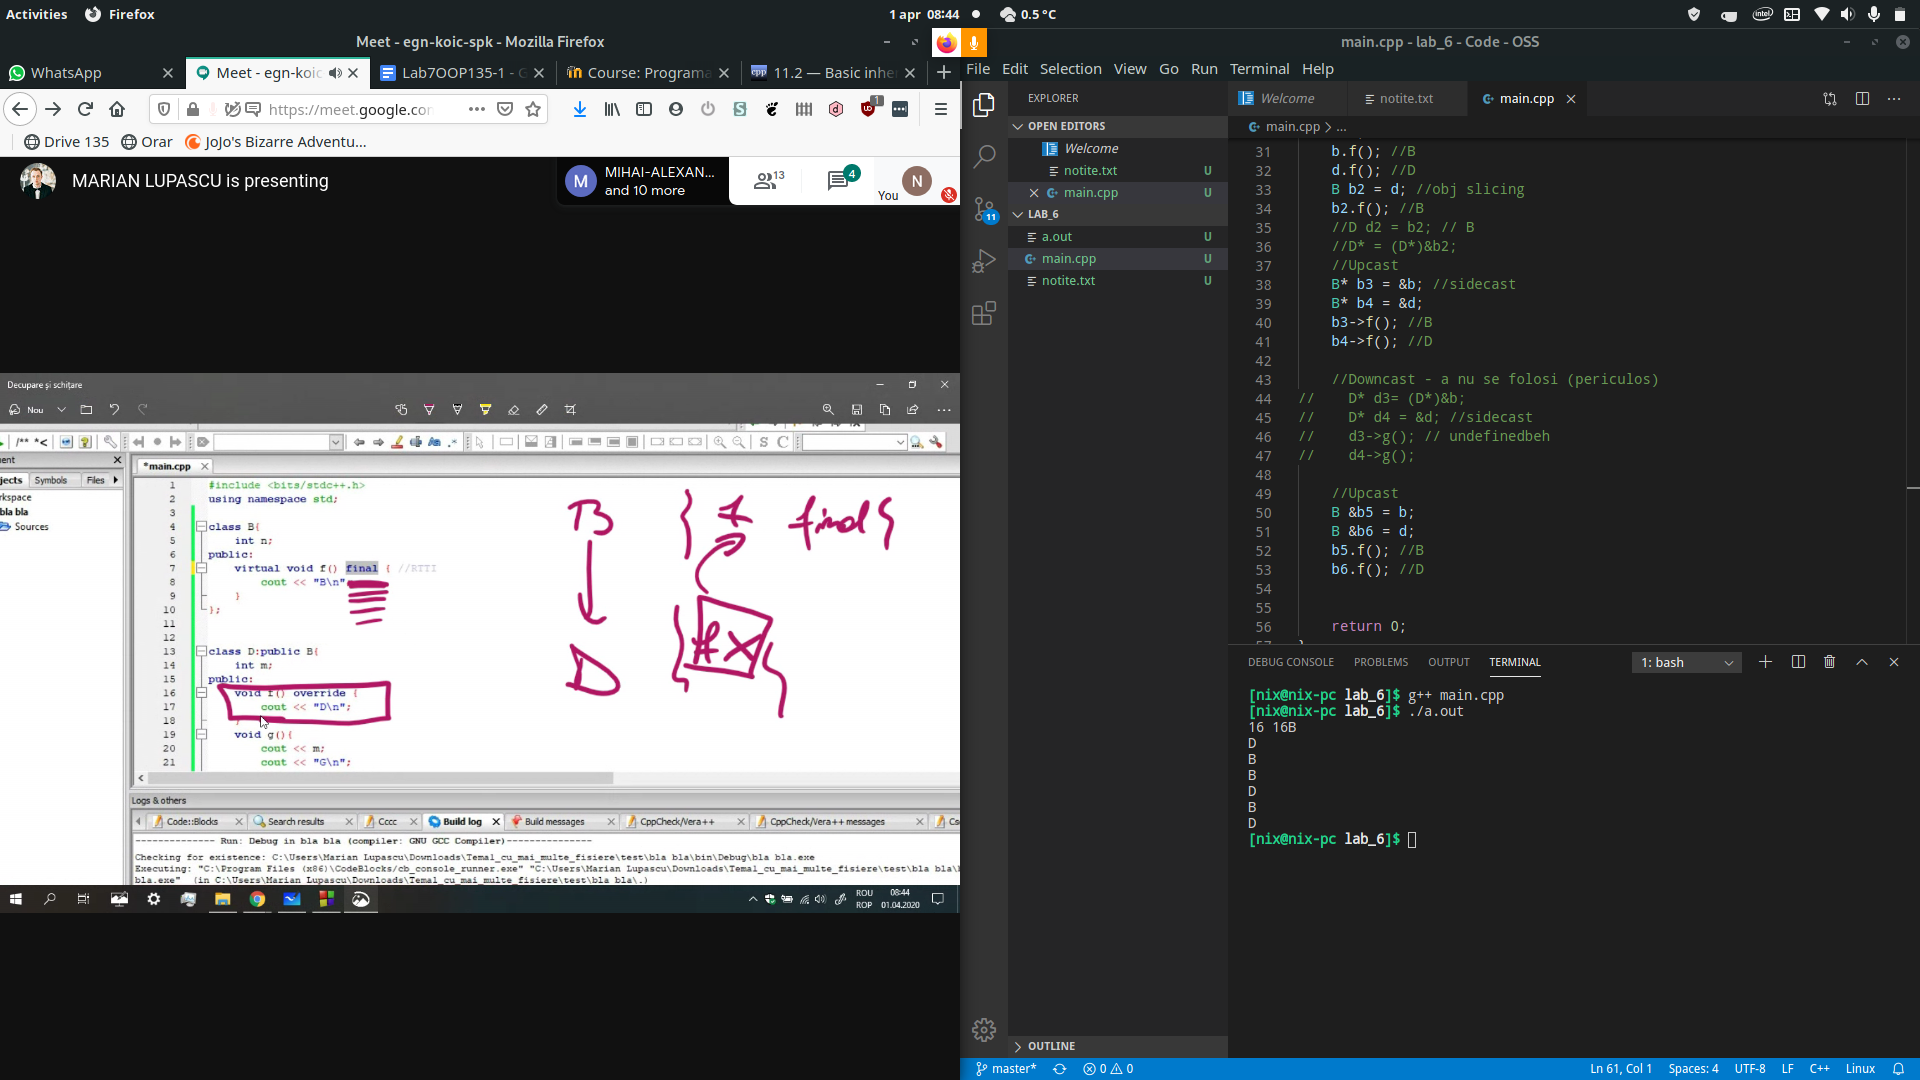 Activities Firefox 1 apr 08:44 0.5 °C
Meet - egn-koic-spk - Mozilla Firefox
WhatsApp Meet - egn-koic Lab7OOP135-1 - G Course: Programa 11.2 — Basic inhe
https://meet.google.co
Drive 135 Orar JoJo's Bizarre Adventu...
MARIAN LUPASCU is presenting
M MIHAI-ALEXAN...
and 10 more
13 4 You N
Decupare și schițare
Nou
ment
jects Symbols Files
rkspace
bla bla
Sources
*main.cpp
1 #include <bits/stdc++.h>
2 using namespace std;
3
4 class B{
5 int n;
6 public:
7 virtual void f() final { //RTTI
8 cout << "B\n"
9 }
10 };
11
12
13 class D:public B{
14 int m;
15 public:
16 void f() override {
17 cout << "D\n";
18 }
19 void g(){
20 cout << m;
21 cout << "G\n";
B { f final {
D { f x }
Logs & others
Code::Blocks Search results Cccc Build log Build messages CppCheck/Vera++ CppCheck/Vera++ messages Cs
-------------- Run: Debug in bla bla (compiler: GNU GCC Compiler)---------------
Checking for existence: C:\Users\Marian Lupascu\Downloads\Temal_cu_mai_multe_fisiere\test\bla bla\bin\Debug\bla bla.exe
Executing: "C:\Program Files (x86)\CodeBlocks/cb_console_runner.exe" "C:\Users\Marian Lupascu\Downloads\Temal_cu_mai_multe_fisiere\test\bla bla\b
bla.exe" (in C:\Users\Marian Lupascu\Downloads\Temal_cu_mai_multe_fisiere\test\bla bla\.)
ROU 08:44
ROP 01.04.2020
main.cpp - lab_6 - Code - OSS
File Edit Selection View Go Run Terminal Help
EXPLORER
OPEN EDITORS
Welcome
notite.txt U
main.cpp U
LAB_6
a.out U
main.cpp U
notite.txt U
11
OUTLINE
Welcome notite.txt main.cpp
main.cpp > ...
31 b.f(); //B
32 d.f(); //D
33 B b2 = d; //obj slicing
34 b2.f(); //B
35 //D d2 = b2; // B
36 //D* = (D*)&b2;
37 //Upcast
38 B* b3 = &b; //sidecast
39 B* b4 = &d;
40 b3->f(); //B
41 b4->f(); //D
42
43 //Downcast - a nu se folosi (periculos)
44 // D* d3= (D*)&b;
45 // D* d4 = &d; //sidecast
46 // d3->g(); // undefinedbeh
47 // d4->g();
48
49 //Upcast
50 B &b5 = b;
51 B &b6 = d;
52 b5.f(); //B
53 b6.f(); //D
54
55
56 return 0;
57 }
DEBUG CONSOLE PROBLEMS OUTPUT TERMINAL 1: bash
[nix@nix-pc lab_6]$ g++ main.cpp
[nix@nix-pc lab_6]$ ./a.out
16 16B
D
B
B
D
B
D
[nix@nix-pc lab_6]$
master* 0 0 Ln 61, Col 1 Spaces: 4 UTF-8 LF C++ Linux